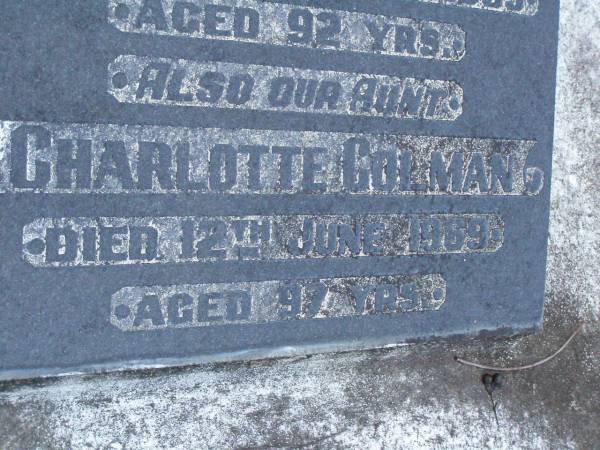 AGED 92 YRS.
ALSO OUR AUNT
CHARLOTTE COLMAN,
DIED 12TH JUNE 1969.
AGED 97 YRS.